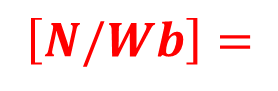 [N/Wb] =